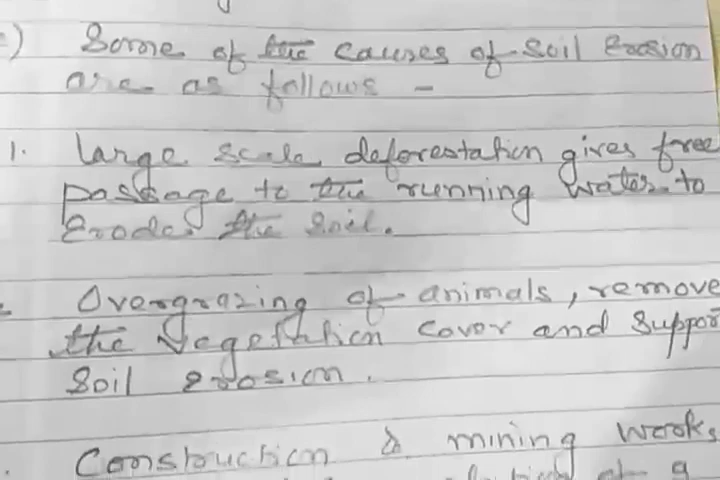 ) Some of the causes of soil erosion
are as follows -
1. Large scale deforestation gives free
passage to the running water to
erode the soil.
Overgrazing of animals, remove
the vegetation cover and suppor
soil erosion.
Construction & mining works
of a